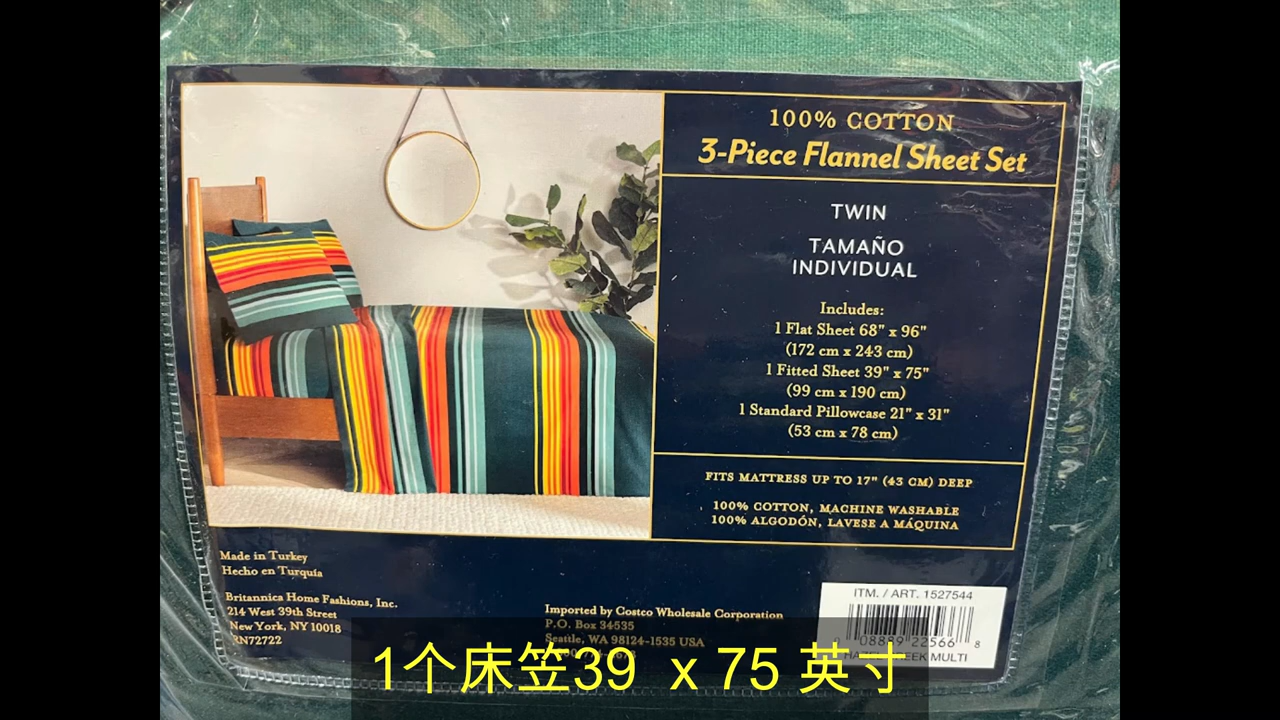 100% COTTON
3-Piece Flannel Sheet Set
TWIN
TAMAÑO
INDIVIDUAL
Includes:
1 Flat Sheet 68" x 96"
(172 cm x 243 cm)
1 Fitted Sheet 39" x 75"
(99 cm x 190 cm)
1 Standard Pillowcase 21" x 31"
(53 cm x 78 cm)
FITS MATTRESS UP TO 17" (43 CM) DEEP
100% COTTON, MACHINE WASHABLE
100% ALGODÓN, LAVESE A MÁQUINA
Made in Turkey
Hecho en Turquía
Britannica Home Fashions, Inc.
214 West 39th Street
New York, NY 10018
RN72722
Imported by Costco Wholesale Corporation
P.O. Box 34535
Seattle, WA 98124-1535 USA
ITM. / ART. 1527544
MULTI
1个床笠39 x 75 英寸